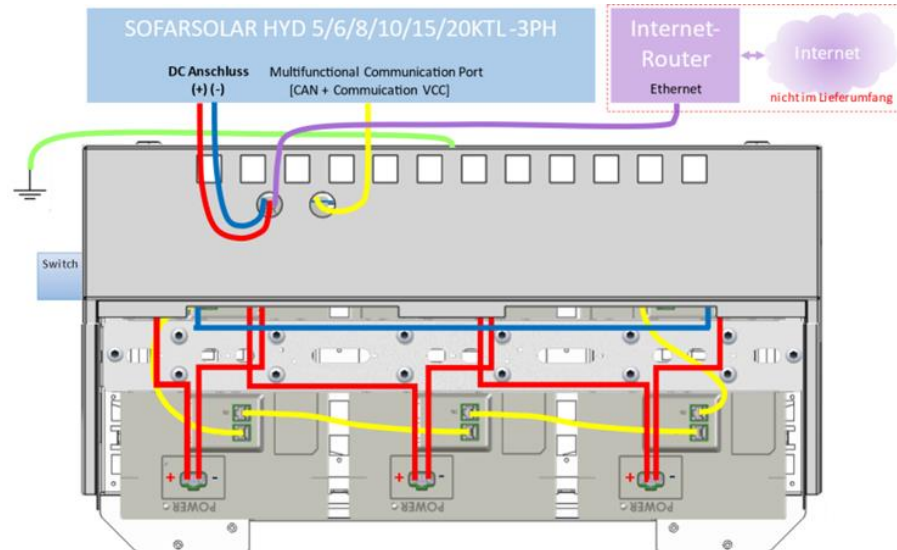 SOFARSOLAR HYD 5/6/8/10/15/20KTL -3PH
DC Anschluss
(+) (-)
Multifunctional Communication Port
[CAN + Commuication VCC]
Internet-
Router
Ethernet
Internet
nicht im Lieferumfang
Switch
+ -
+ -
+ -
POWER
POWER
POWER